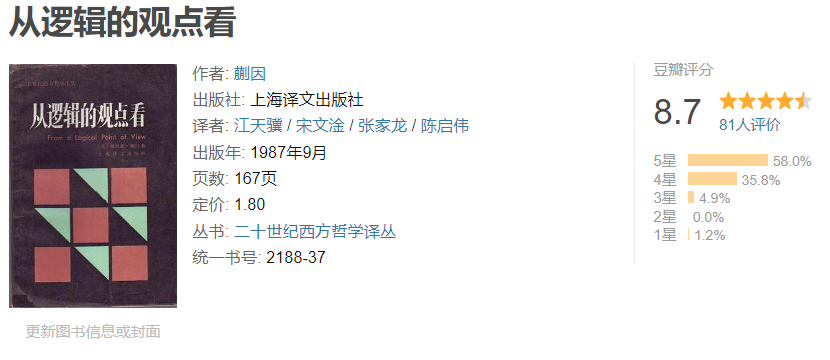 从逻辑的观点看
从逻辑的观点看
From a Logical Point of View
作者: 蒯因
出版社: 上海译文出版社
译者: 江天骥 / 宋文淦 / 张家龙 / 陈启伟
出版年: 1987年9月
页数: 167页
定价: 1.80
丛书: 二十世纪西方哲学译丛
统一书号: 2188-37
更新图书信息或封面
豆瓣评分
8.7
81人评价
5星 58.0%
4星 35.8%
3星 4.9%
2星 0.0%
1星 1.2%